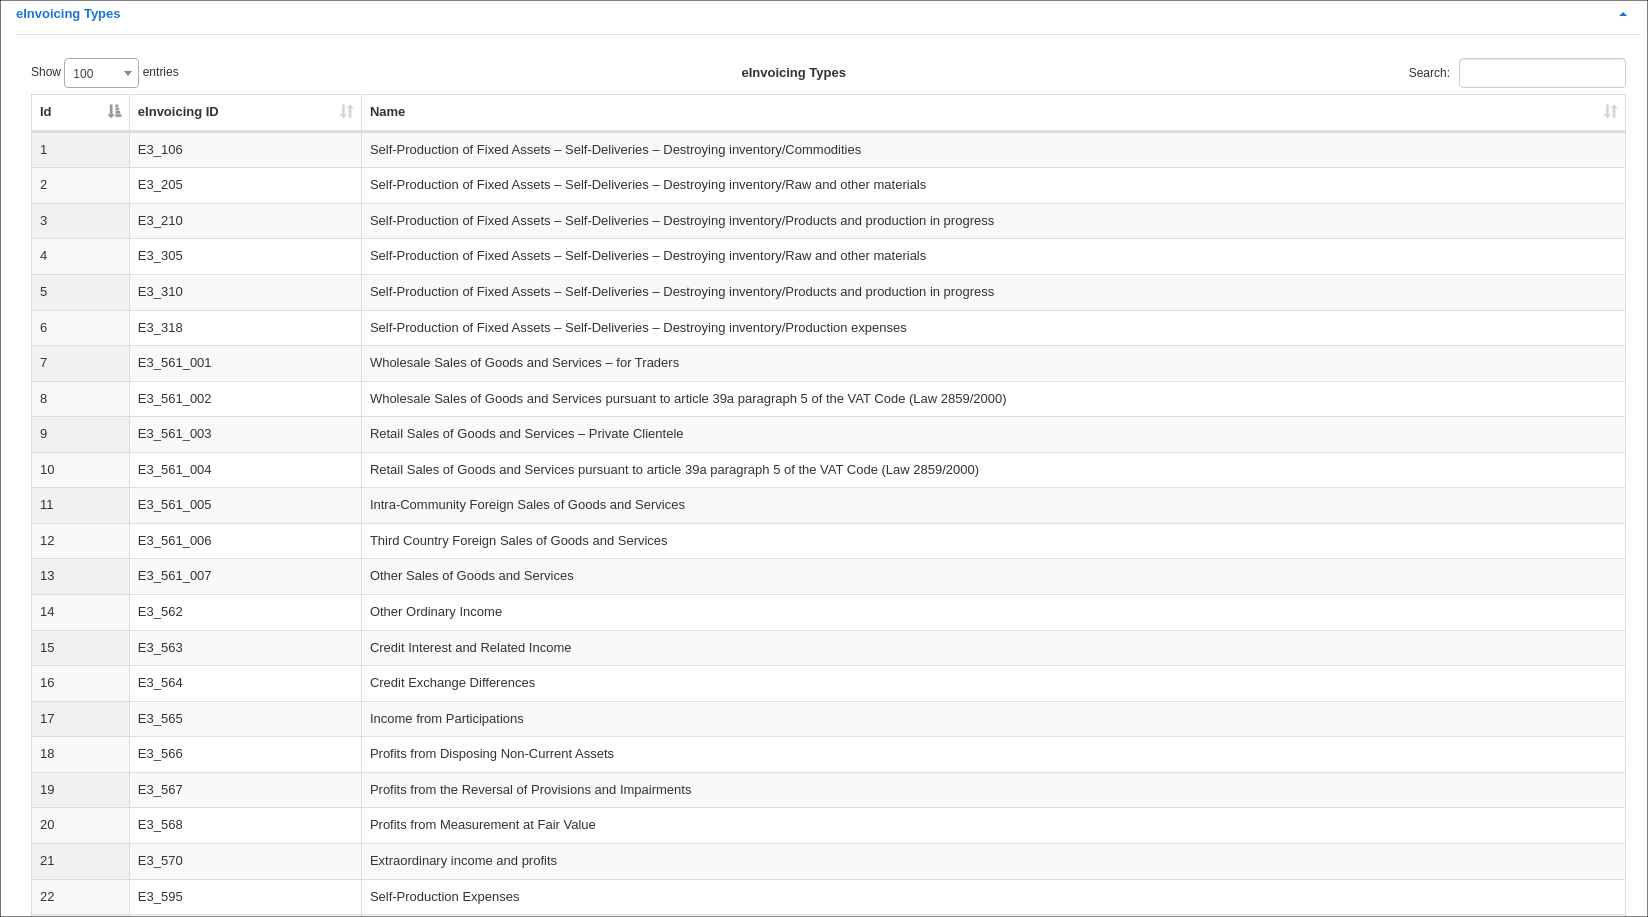 eInvoicing Types
Show 100 entries eInvoicing Types Search:
Id eInvoicing ID Name
1 E3_106 Self-Production of Fixed Assets – Self-Deliveries – Destroying inventory/Commodities
2 E3_205 Self-Production of Fixed Assets – Self-Deliveries – Destroying inventory/Raw and other materials
3 E3_210 Self-Production of Fixed Assets – Self-Deliveries – Destroying inventory/Products and production in progress
4 E3_305 Self-Production of Fixed Assets – Self-Deliveries – Destroying inventory/Raw and other materials
5 E3_310 Self-Production of Fixed Assets – Self-Deliveries – Destroying inventory/Products and production in progress
6 E3_318 Self-Production of Fixed Assets – Self-Deliveries – Destroying inventory/Production expenses
7 E3_561_001 Wholesale Sales of Goods and Services – for Traders
8 E3_561_002 Wholesale Sales of Goods and Services pursuant to article 39a paragraph 5 of the VAT Code (Law 2859/2000)
9 E3_561_003 Retail Sales of Goods and Services – Private Clientele
10 E3_561_004 Retail Sales of Goods and Services pursuant to article 39a paragraph 5 of the VAT Code (Law 2859/2000)
11 E3_561_005 Intra-Community Foreign Sales of Goods and Services
12 E3_561_006 Third Country Foreign Sales of Goods and Services
13 E3_561_007 Other Sales of Goods and Services
14 E3_562 Other Ordinary Income
15 E3_563 Credit Interest and Related Income
16 E3_564 Credit Exchange Differences
17 E3_565 Income from Participations
18 E3_566 Profits from Disposing Non-Current Assets
19 E3_567 Profits from the Reversal of Provisions and Impairments
20 E3_568 Profits from Measurement at Fair Value
21 E3_570 Extraordinary income and profits
22 E3_595 Self-Production Expenses